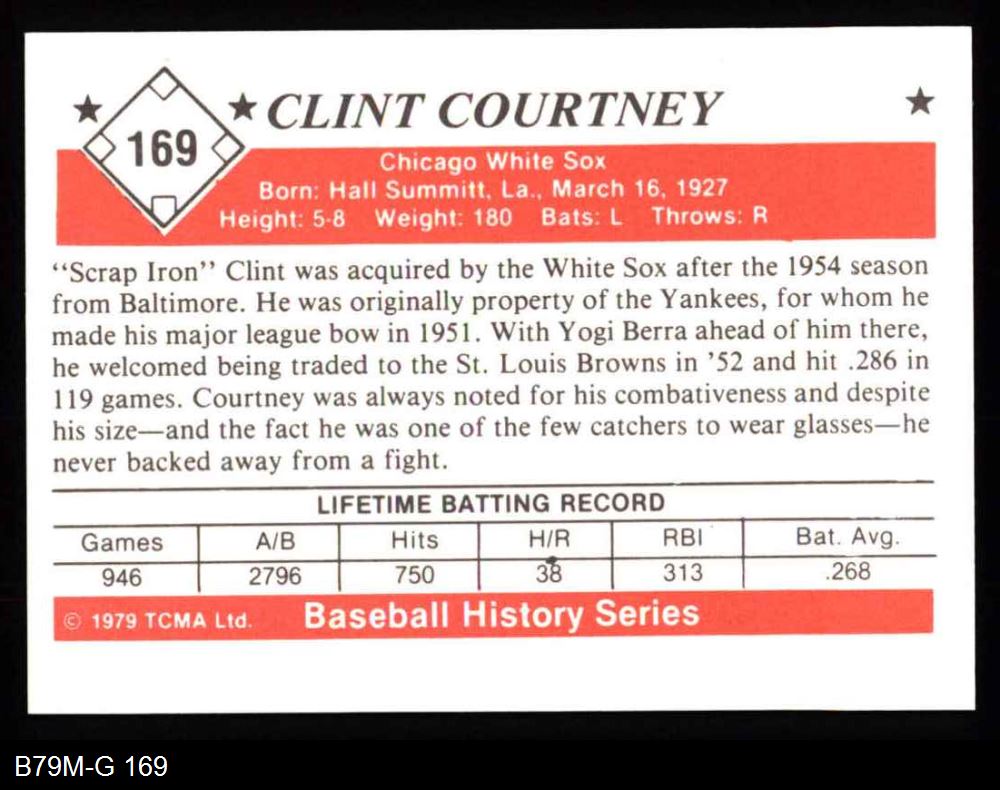 169
CLINT COURTNEY
Chicago White Sox
Born: Hall Summitt, La., March 16, 1927
Height: 5-8 Weight: 180 Bats: L Throws: R
“Scrap Iron” Clint was acquired by the White Sox after the 1954 season
from Baltimore. He was originally property of the Yankees, for whom he
made his major league bow in 1951. With Yogi Berra ahead of him there,
he welcomed being traded to the St. Louis Browns in ’52 and hit .286 in
119 games. Courtney was always noted for his combativeness and despite
his size—and the fact he was one of the few catchers to wear glasses—he
never backed away from a fight.
LIFETIME BATTING RECORD
Games A/B Hits H/R RBI Bat. Avg.
946 2796 750 38 313 .268
© 1979 TCMA Ltd. Baseball History Series
B79M-G 169